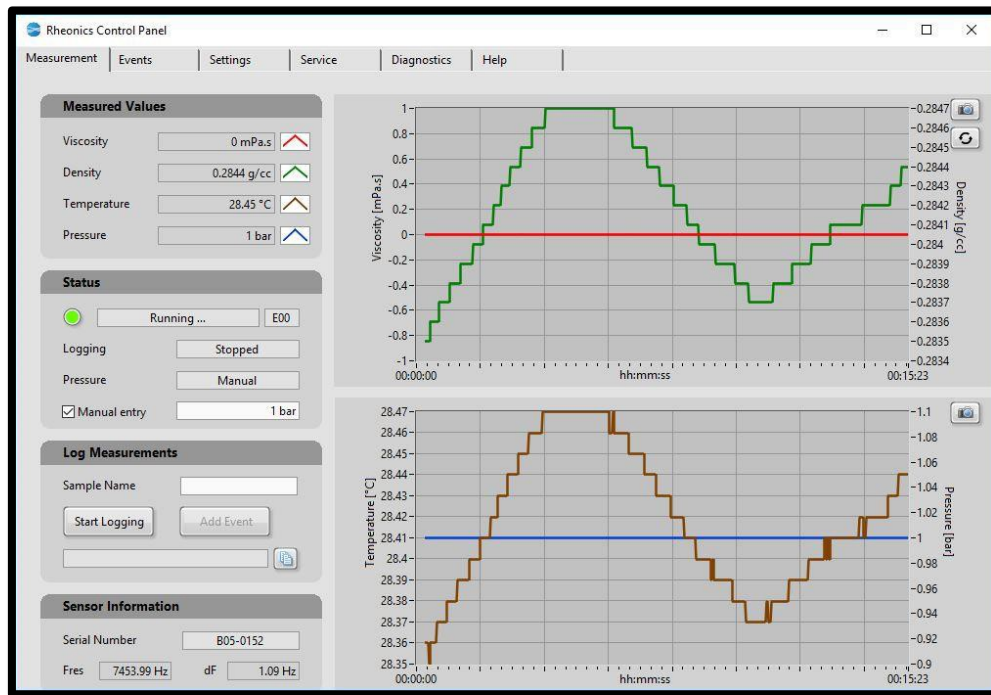 Rheonics Control Panel
Measurement Events Settings Service Diagnostics Help
Measured Values
Viscosity 0 mPa.s
Density 0.2844 g/cc
Temperature 28.45 °C
Pressure 1 bar
Status
Running ... E00
Logging Stopped
Pressure Manual
Manual entry 1 bar
Log Measurements
Sample Name
Start Logging Add Event
Sensor Information
Serial Number B05-0152
Fres 7453.99 Hz dF 1.09 Hz
Viscosity [mPa.s]
1
0.8
0.6
0.4
0.2
0
-0.2
-0.4
-0.6
-0.8
-1
0.2847
0.2846
0.2845
0.2844
0.2843
0.2842
0.2841
0.284
0.2839
0.2838
0.2837
0.2836
0.2835
0.2834
Density [g/cc]
00:00:00 hh:mm:ss 00:15:23
Temperature [°C]
28.47
28.46
28.45
28.44
28.43
28.42
28.41
28.4
28.39
28.38
28.37
28.36
28.35
1.1
1.08
1.06
1.04
1.02
1
0.98
0.96
0.94
0.92
0.9
Pressure [bar]
00:00:00 hh:mm:ss 00:15:23